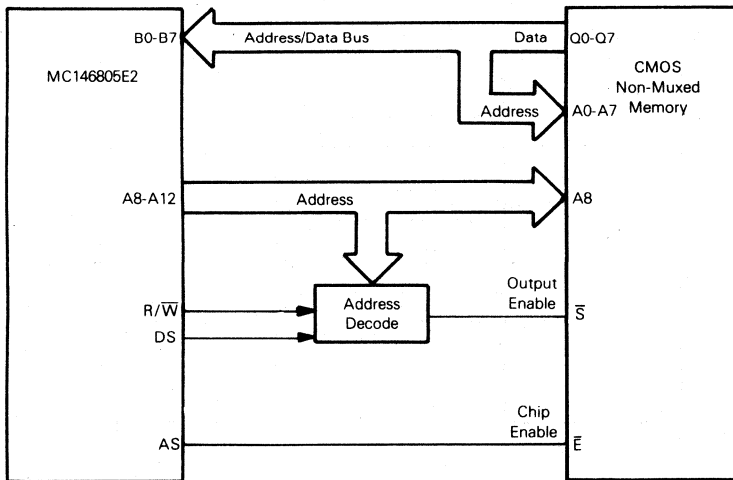 B0-B7
Address/Data Bus
Data
Q0-Q7
MC146805E2
CMOS
Non-Muxed
Memory
Address
A0-A7
A8-A12
Address
A8
R/W̅
DS
Address
Decode
Output
Enable
S̅
AS
Chip
Enable
E̅